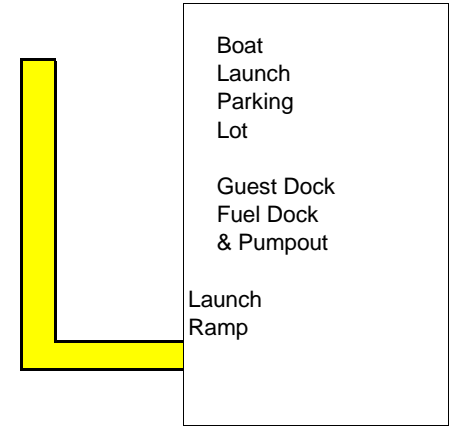 Boat
Launch
Parking
Lot
Guest Dock
Fuel Dock
& Pumpout
Launch
Ramp